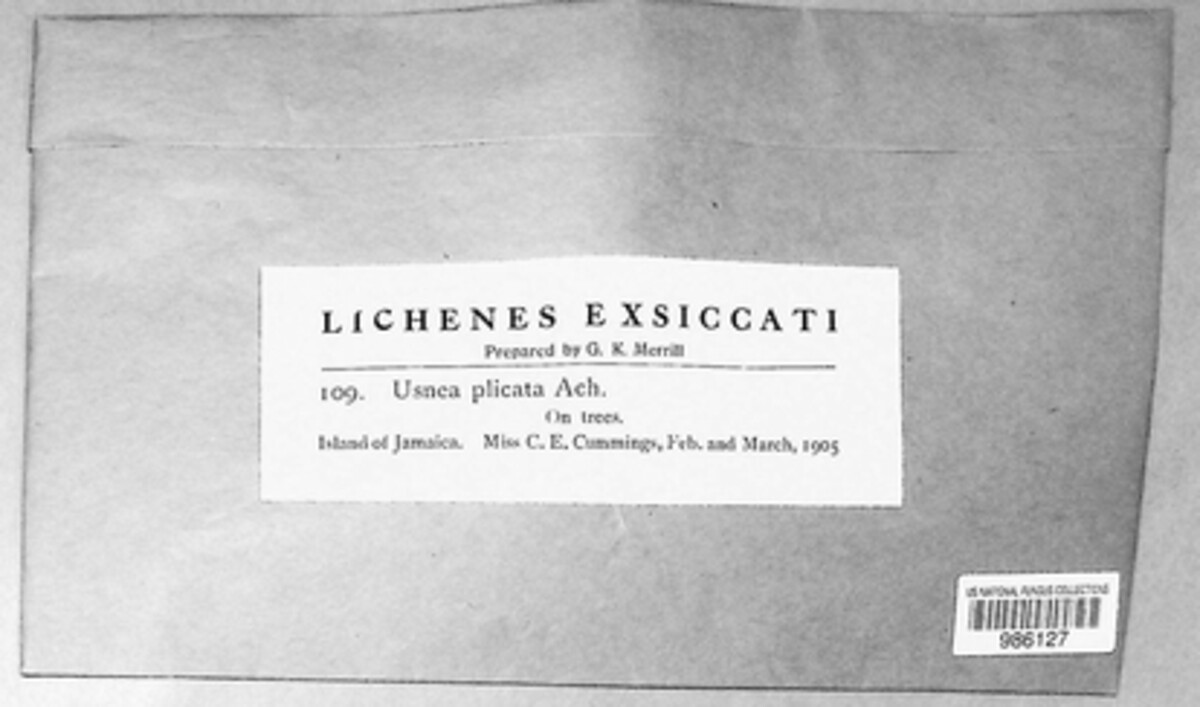 LICHENES EXSICCATI
Prepared by G. K. Merrill
109. Usnea plicata Ach.
On trees.
Island of Jamaica. Miss C. E. Cummings, Feb. and March, 1905
US NATIONAL FUNGUS COLLECTIONS
986127